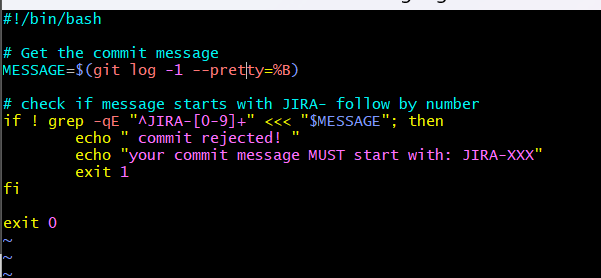 #!/bin/bash
# Get the commit message
MESSAGE=$(git log -1 --pretty=%B)
# check if message starts with JIRA- follow by number
if ! grep -qE "^JIRA-[0-9]+" <<< "$MESSAGE"; then
        echo " commit rejected! "
        echo "your commit message MUST start with: JIRA-XXX"
        exit 1
fi
exit 0
~
~
~